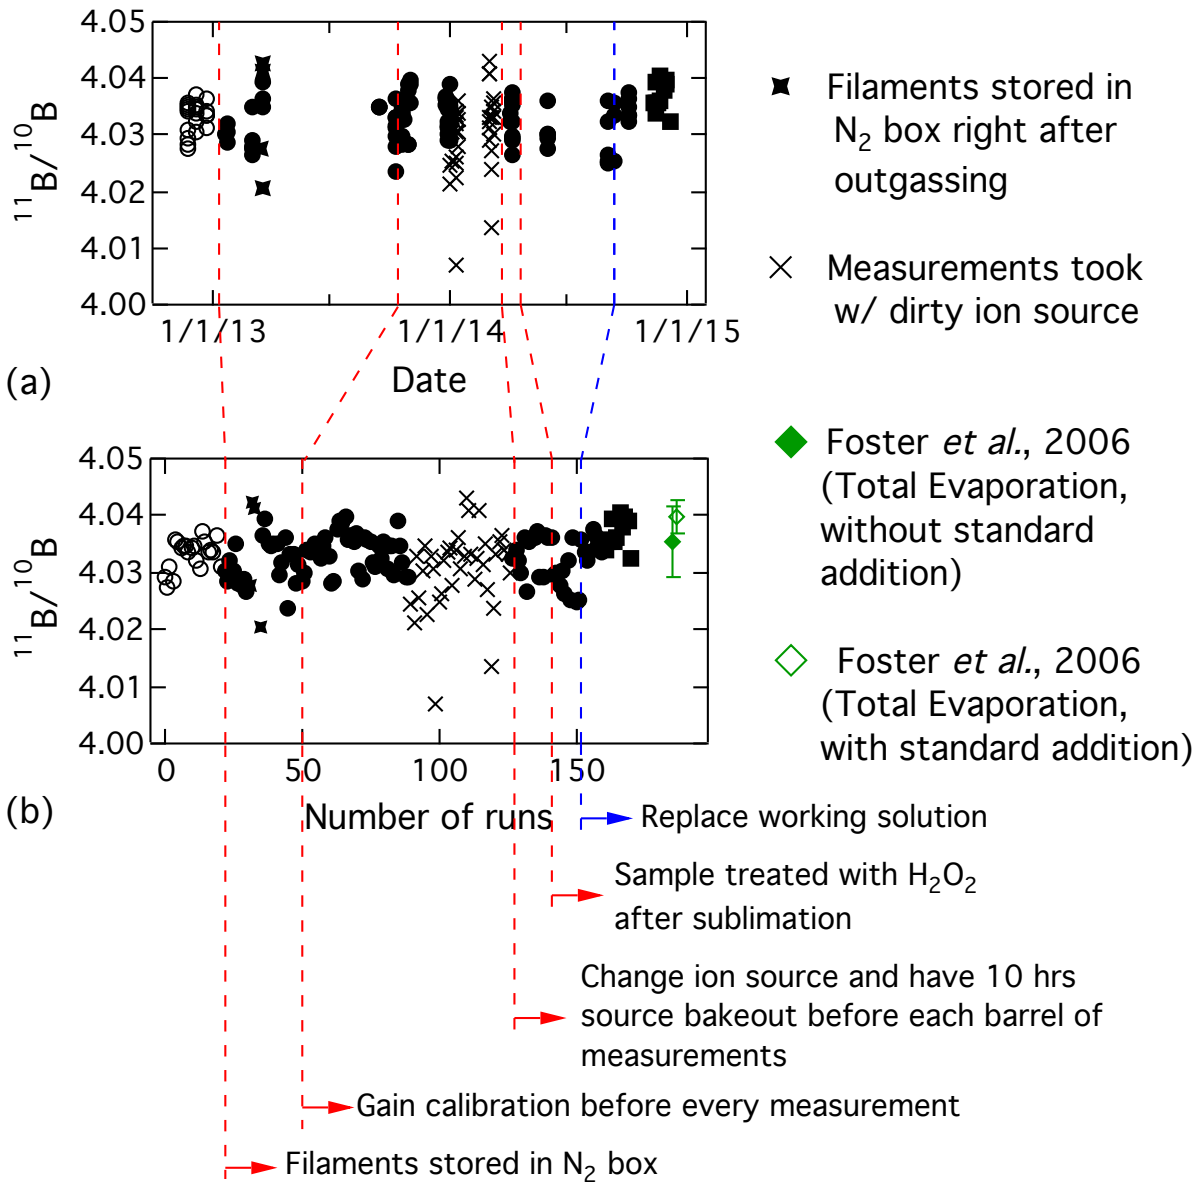 4.05
4.04
4.03
4.02
4.01
4.00
¹¹B/¹⁰B
1/1/13
1/1/14
1/1/15
Date
(a)
Filaments stored in
N₂ box right after
outgassing
Measurements took
w/ dirty ion source
4.05
4.04
4.03
4.02
4.01
4.00
¹¹B/¹⁰B
0
50
100
150
Number of runs
(b)
Foster et al., 2006
(Total Evaporation,
without standard
addition)
Foster et al., 2006
(Total Evaporation,
with standard addition)
Replace working solution
Sample treated with H₂O₂
after sublimation
Change ion source and have 10 hrs
source bakeout before each barrel of
measurements
Gain calibration before every measurement
Filaments stored in N₂ box